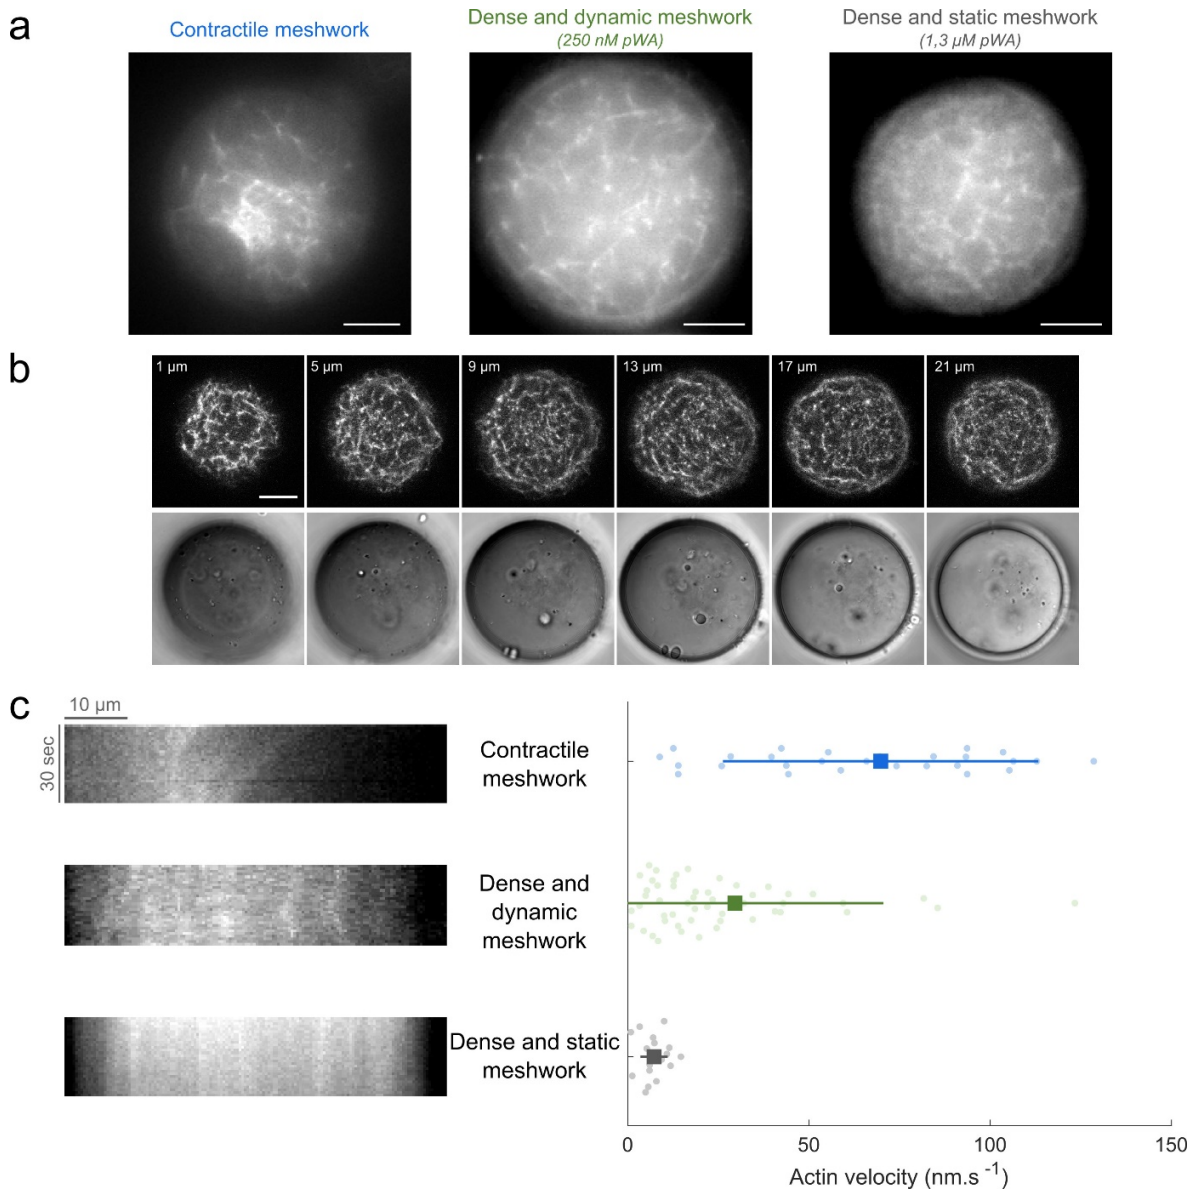 a
Contractile meshwork
Dense and dynamic meshwork
(250 nM pWA)
Dense and static meshwork
(1,3 µM pWA)
b
1 µm
5 µm
9 µm
13 µm
17 µm
21 µm
c
10 µm
30 sec
Contractile
meshwork
Dense and
dynamic
meshwork
Dense and static
meshwork
0
50
100
150
Actin velocity (nm.s -1)